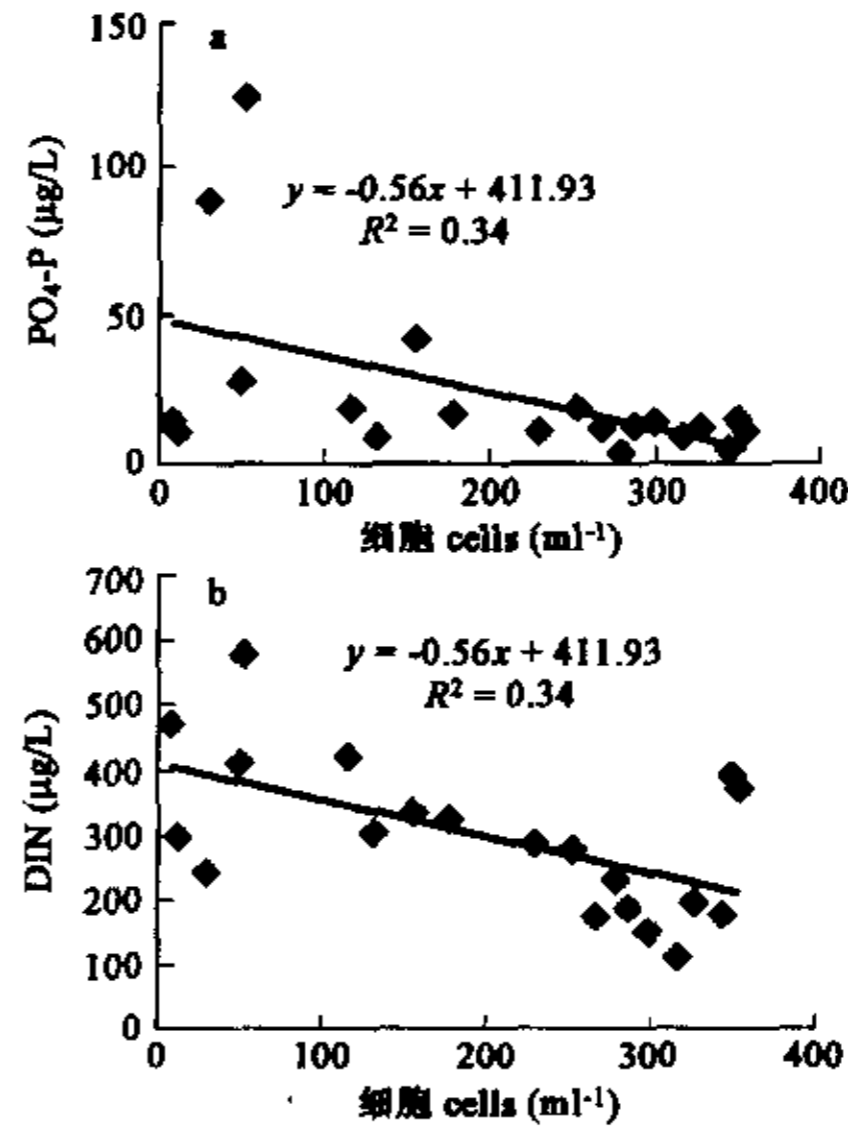 a
150
100
50
0
PO₄-P (μg/L)
y = -0.56x + 411.93
R² = 0.34
0 100 200 300 400
细胞 cells (ml⁻¹)
b
700
600
500
400
300
200
100
0
DIN (μg/L)
y = -0.56x + 411.93
R² = 0.34
0 100 200 300 400
细胞 cells (ml⁻¹)